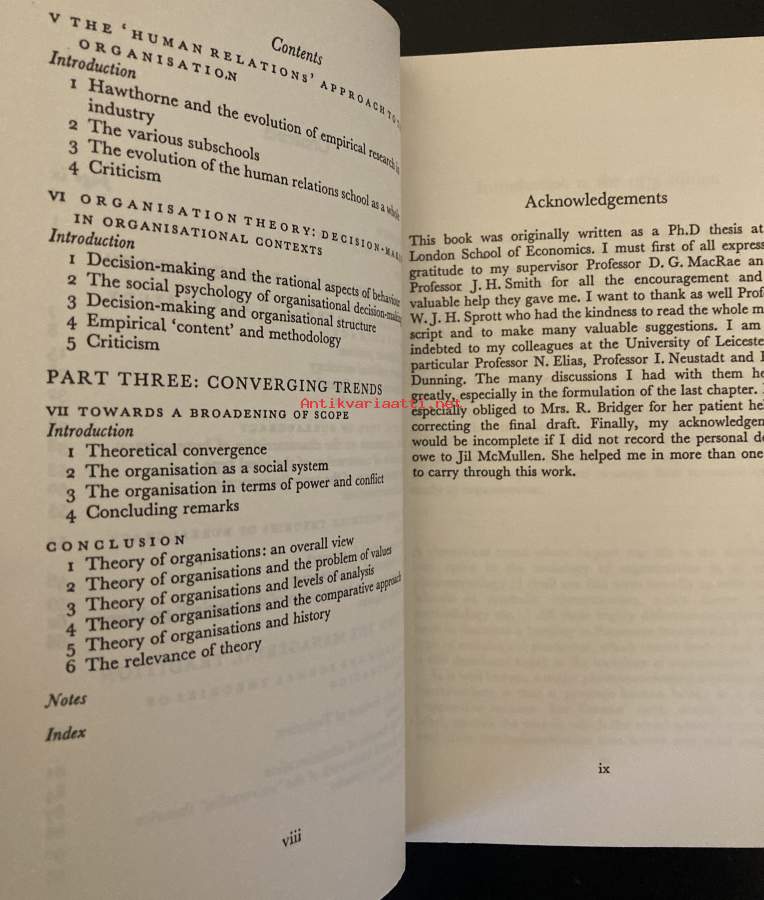 Contents
V THE 'HUMAN RELATIONS' APPROACH TO
ORGANISATION
Introduction
1 Hawthorne and the evolution of empirical research in
industry
2 The various subschools
3 The evolution of the human relations school as a whole
4 Criticism
VI ORGANISATION THEORY: DECISION-MAK
IN ORGANISATIONAL CONTEXTS
Introduction
1 Decision-making and the rational aspects of behaviour
2 The social psychology of organisational decision-making
3 Decision-making and organisational structure
4 Empirical 'content' and methodology
5 Criticism
PART THREE: CONVERGING TRENDS
VII TOWARDS A BROADENING OF SCOPE
Introduction
1 Theoretical convergence
2 The organisation as a social system
3 The organisation in terms of power and conflict
4 Concluding remarks
CONCLUSION
1 Theory of organisations: an overall view
2 Theory of organisations and the problem of values
3 Theory of organisations and levels of analysis
4 Theory of organisations and the comparative approach
5 Theory of organisations and history
6 The relevance of theory
Notes
Index
viii
Acknowledgements
This book was originally written as a Ph.D thesis at
London School of Economics. I must first of all express
gratitude to my supervisor Professor D. G. MacRae an
Professor J. H. Smith for all the encouragement and
valuable help they gave me. I want to thank as well Prof
W. J. H. Sprott who had the kindness to read the whole m
script and to make many valuable suggestions. I am
indebted to my colleagues at the University of Leiceste
particular Professor N. Elias, Professor I. Neustadt and
Dunning. The many discussions I had with them he
greatly, especially in the formulation of the last chapter.
especially obliged to Mrs. R. Bridger for her patient he
correcting the final draft. Finally, my acknowledgen
would be incomplete if I did not record the personal de
owe to Jil McMullen. She helped me in more than one
to carry through this work.
ix
Antikvariaatti.net